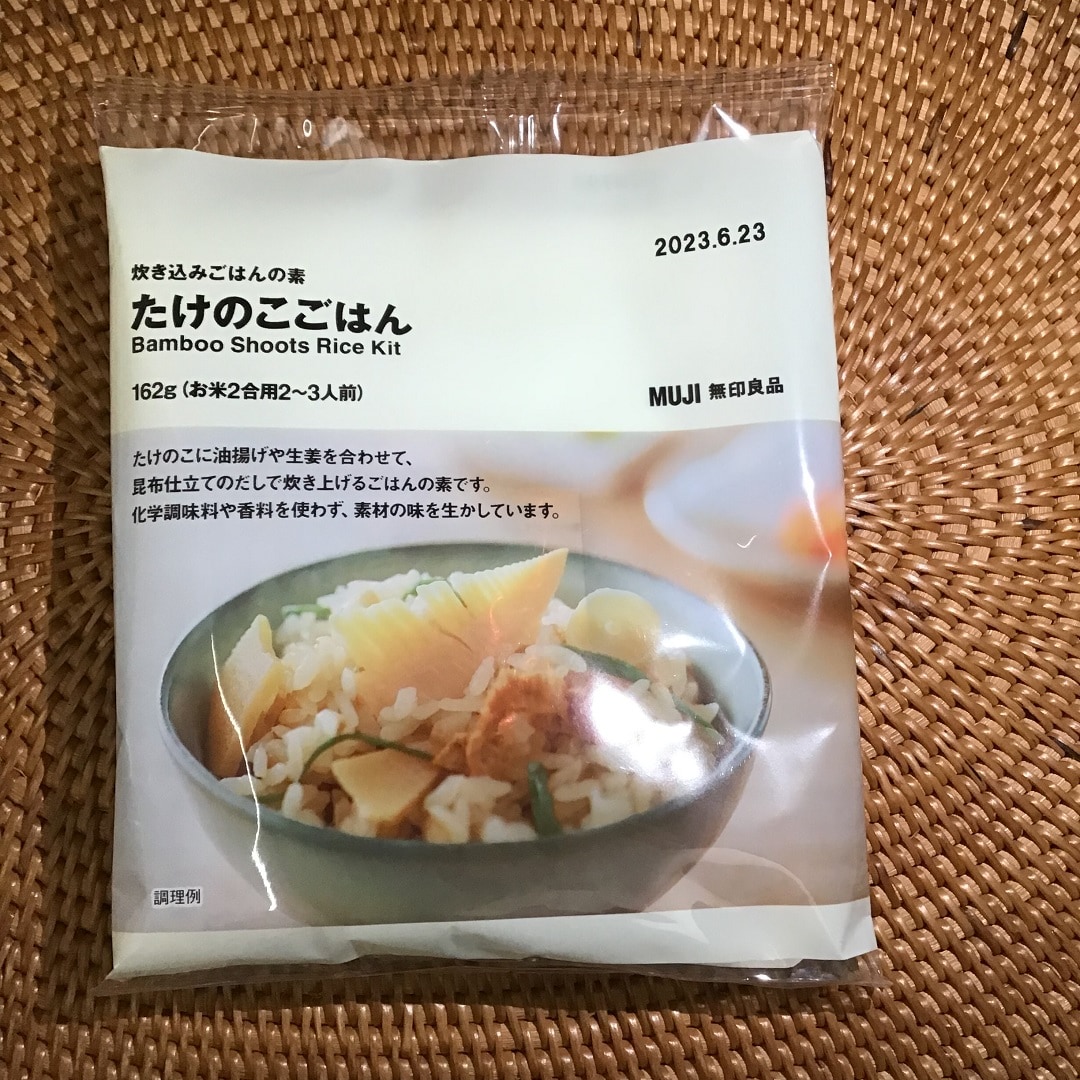 2023.6.23
炊き込みごはんの素
たけのこごはん
Bamboo Shoots Rice Kit
162g(お米2合用2〜3人前)
MUJI 無印良品
たけのこに油揚げや生姜を合わせて、
昆布仕立てのだしで炊き上げるごはんの素です。
化学調味料や香料を使わず、素材の味を生かしています。
調理例